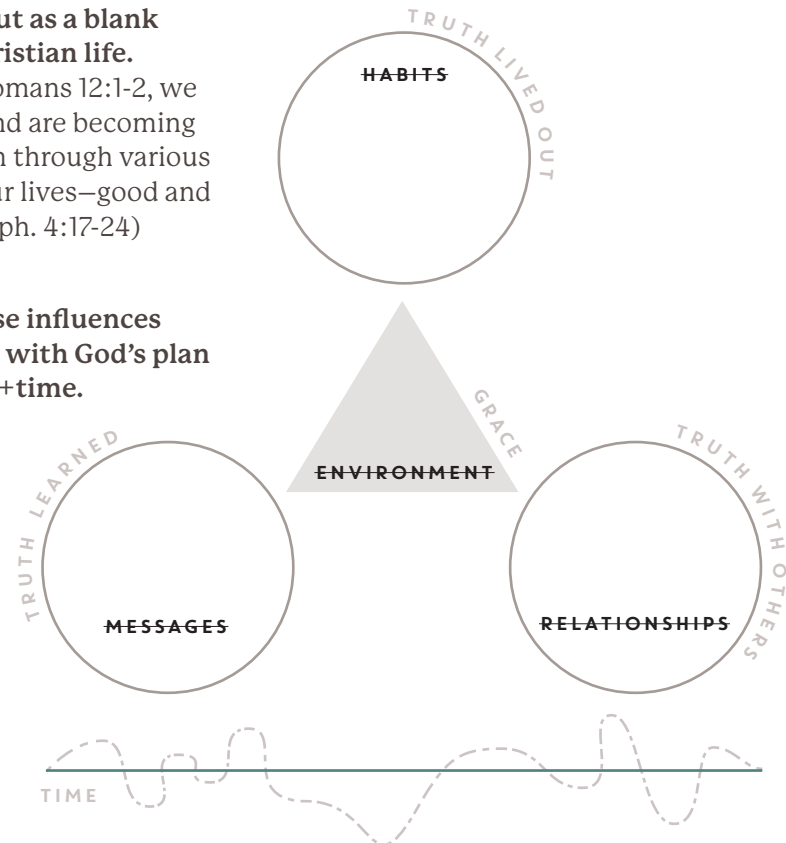 ut as a blank
ristian life.
omans 12:1-2, we
nd are becoming
n through various
ur lives—good and
ph. 4:17-24)
se influences
with God's plan
+time.
TRUTH LIVED OUT
HABITS
GRACE
ENVIRONMENT
TRUTH LEARNED
MESSAGES
TRUTH WITH OTHERS
RELATIONSHIPS
TIME